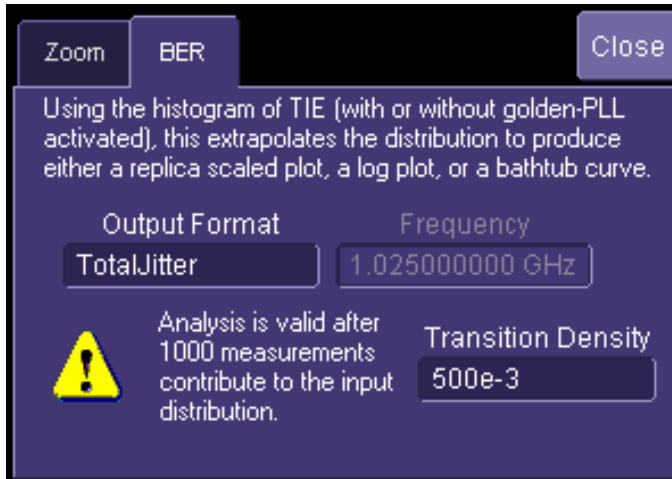 Zoom BER Close
Using the histogram of TIE (with or without golden-PLL
activated), this extrapolates the distribution to produce
either a replica scaled plot, a log plot, or a bathtub curve.
Output Format Frequency
TotalJitter 1.025000000 GHz
Analysis is valid after
1000 measurements
contribute to the input
distribution.
Transition Density
500e-3